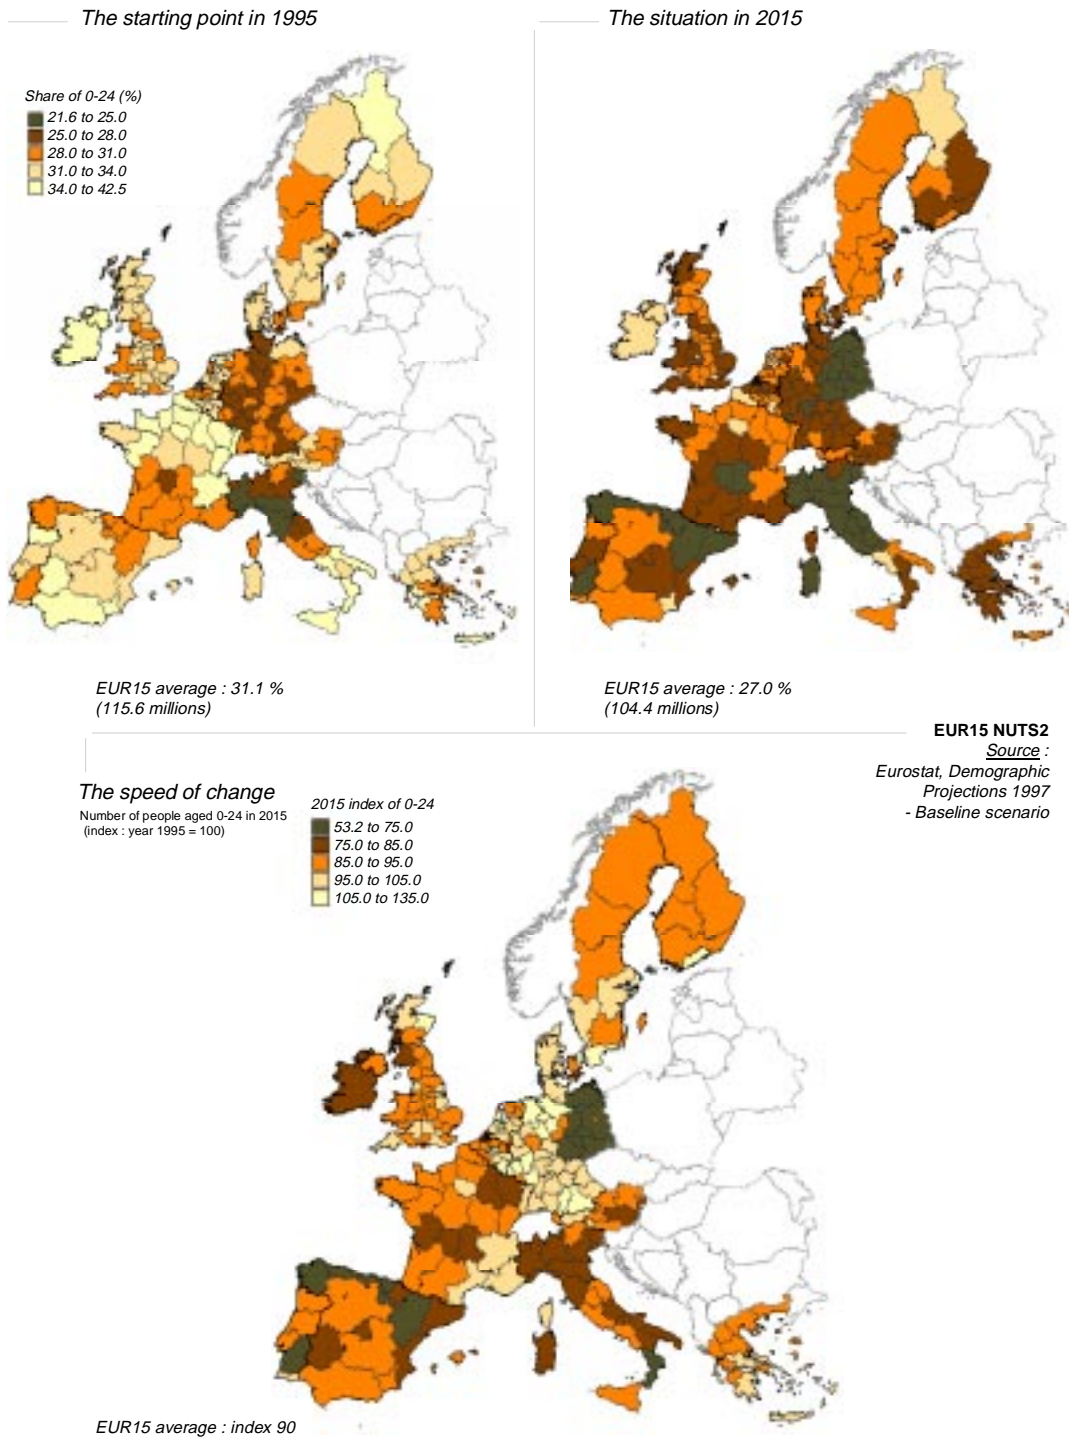 The starting point in 1995
The situation in 2015
Share of 0-24 (%)
21.6 to 25.0
25.0 to 28.0
28.0 to 31.0
31.0 to 34.0
34.0 to 42.5
EUR15 average : 31.1 %
(115.6 millions)
EUR15 average : 27.0 %
(104.4 millions)
EUR15 NUTS2
Source :
Eurostat, Demographic
Projections 1997
- Baseline scenario
The speed of change
Number of people aged 0-24 in 2015
(index : year 1995 = 100)
2015 index of 0-24
53.2 to 75.0
75.0 to 85.0
85.0 to 95.0
95.0 to 105.0
105.0 to 135.0
EUR15 average : index 90